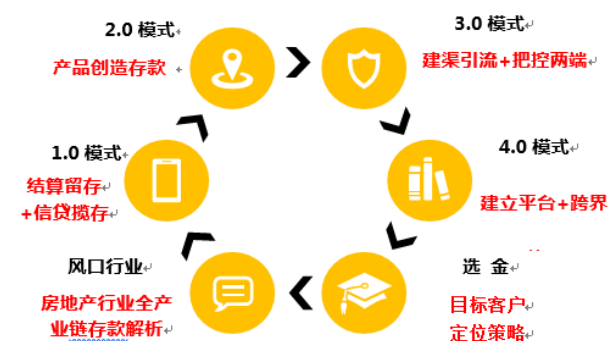 2.0 模式
产品创造存款
3.0 模式
建渠引流+把控两端
1.0 模式
结算留存
+信贷揽存
4.0 模式
建立平台+跨界
风口行业
房地产行业全产
业链存款解析
选 金
目标客户
定位策略